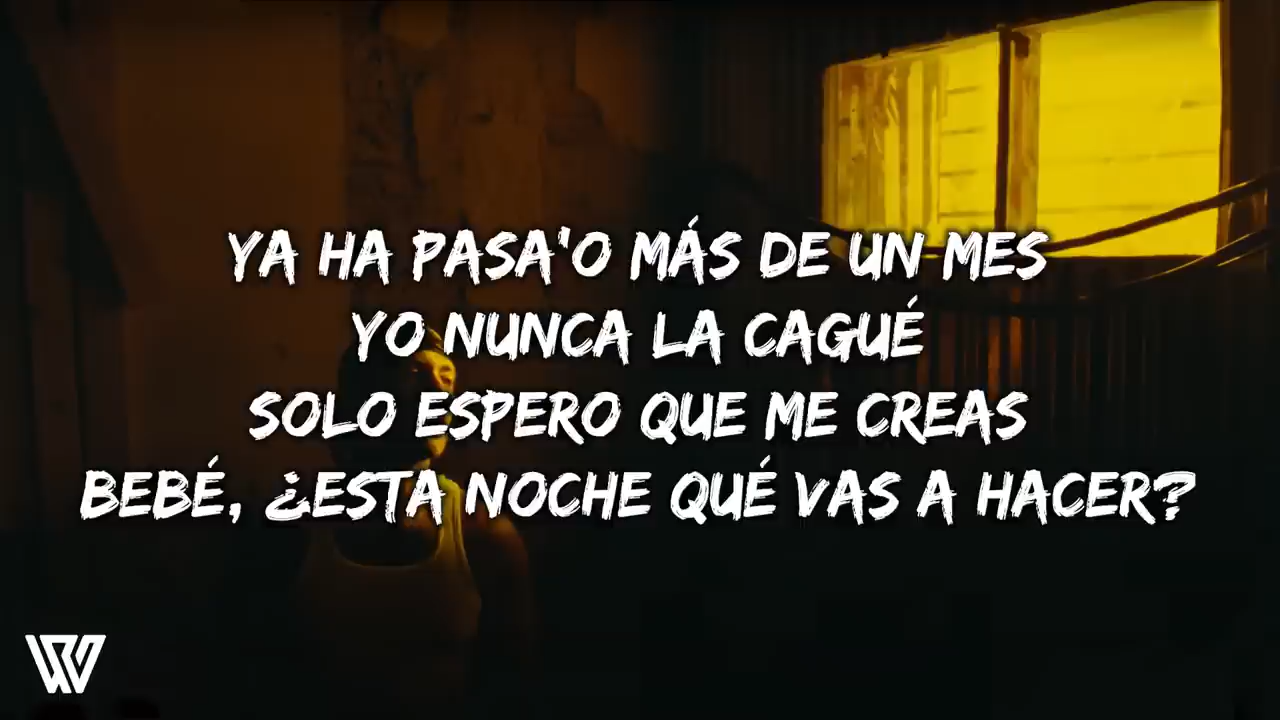 YA HA PASA'O MÁS DE UN MES
YO NUNCA LA CAGUÉ
SOLO ESPERO QUE ME CREAS
BEBÉ, ¿ESTA NOCHE QUÉ VAS A HACER?